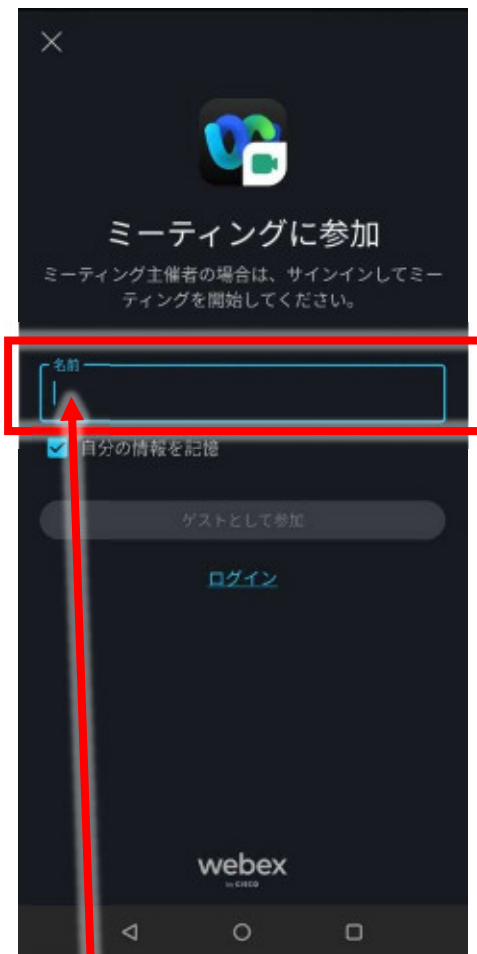 ミーティングに参加
ミーティング主催者の場合は、サインインしてミー
ティングを開始してください。
名前
自分の情報を記憶
ゲストとして参加
ログイン
webex
by CISCO